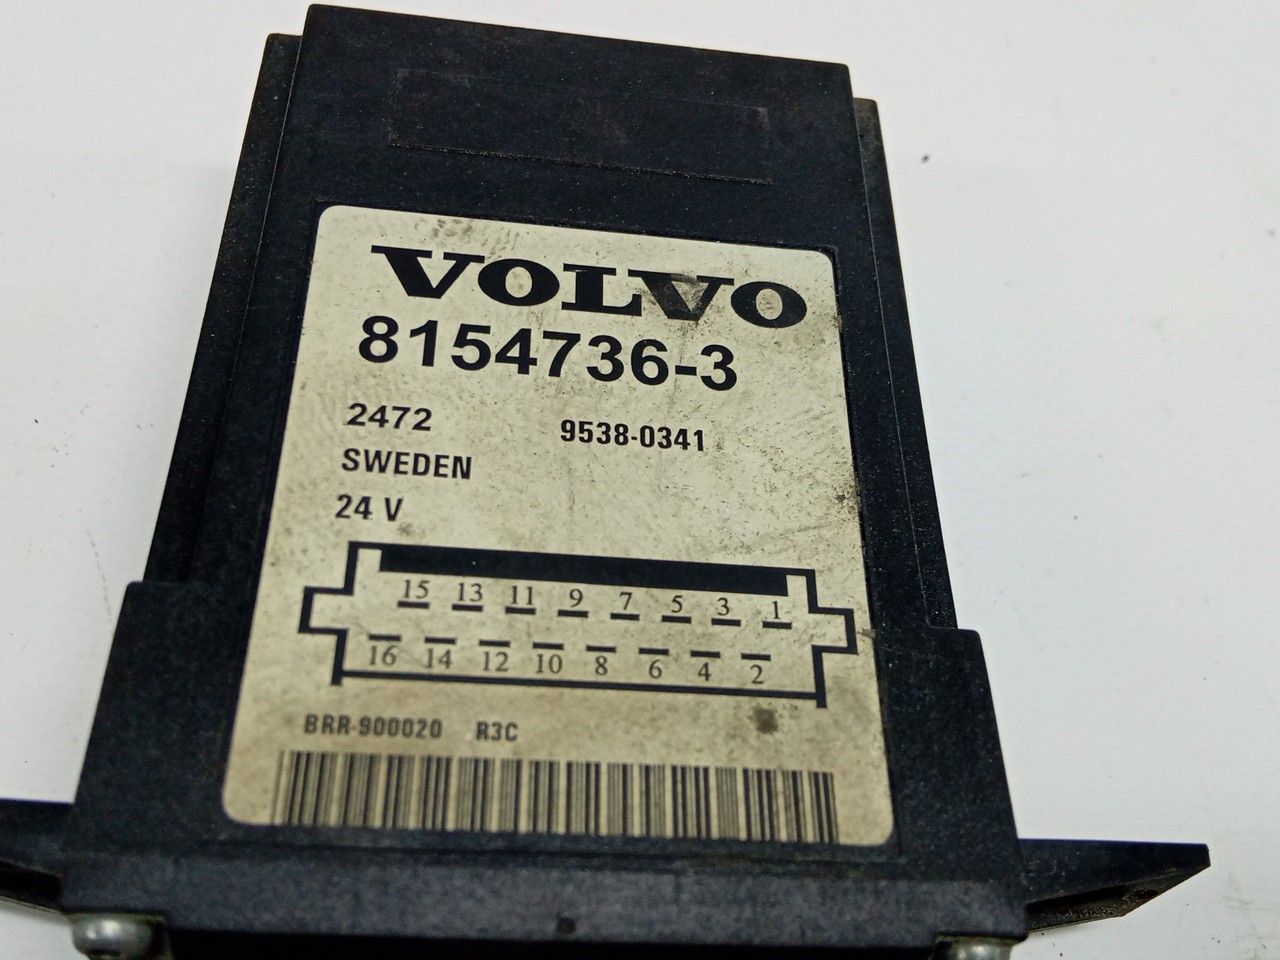 VOLVO
8154736-3
2472 9538-0341
SWEDEN
24 V
15 13 11 9 7 5 3 1
16 14 12 10 8 6 4 2
BRR-900020 R3C